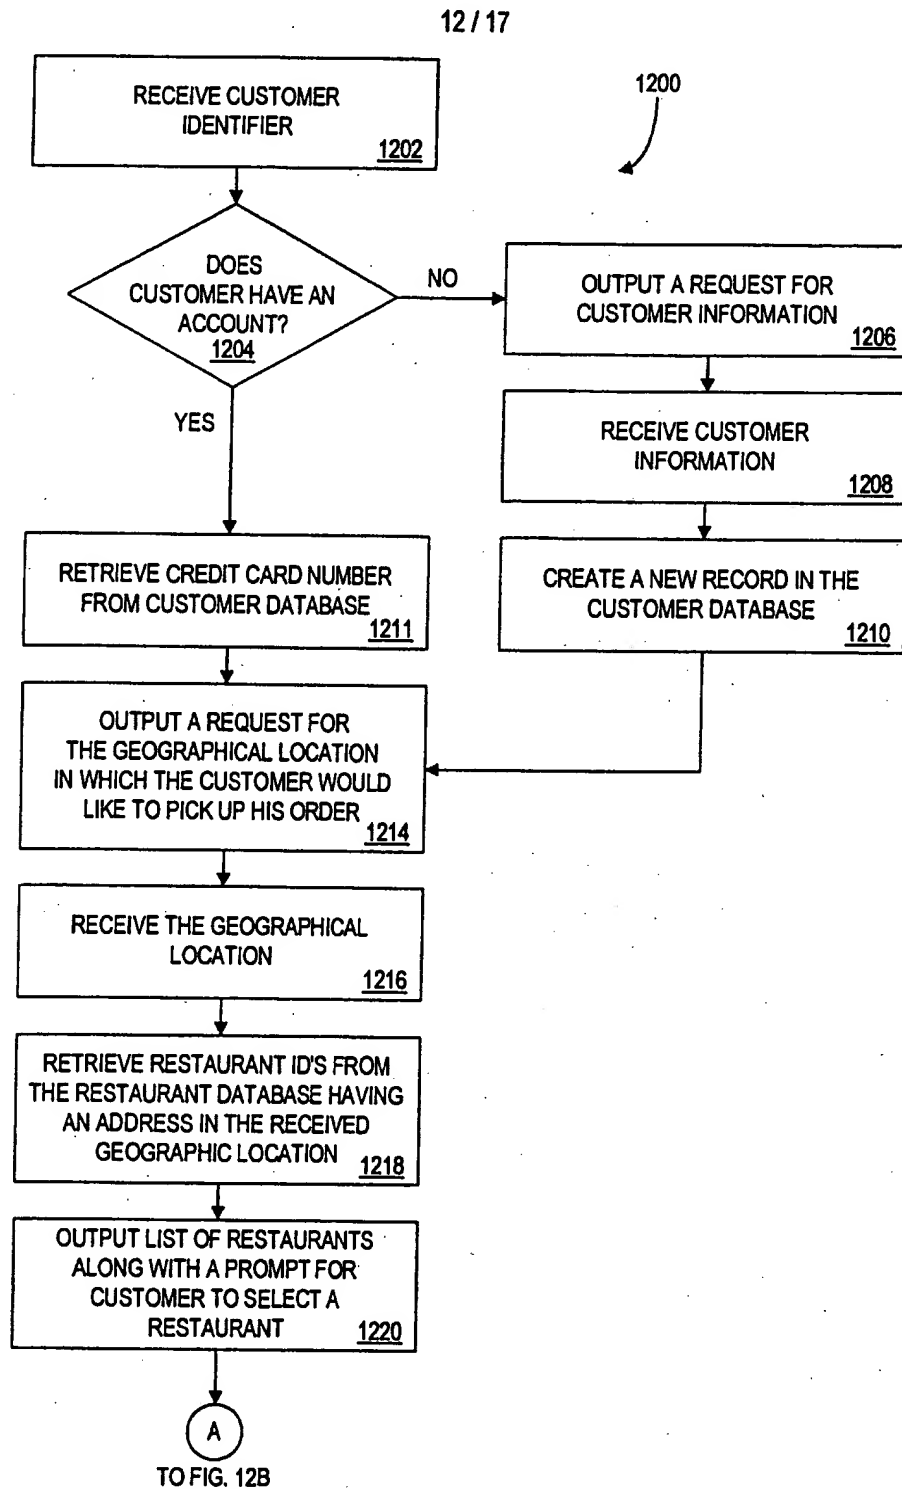 12 / 17
RECEIVE CUSTOMER
IDENTIFIER
1202
1200
DOES
CUSTOMER HAVE AN
ACCOUNT?
1204
NO
YES
OUTPUT A REQUEST FOR
CUSTOMER INFORMATION
1206
RECEIVE CUSTOMER
INFORMATION
1208
CREATE A NEW RECORD IN THE
CUSTOMER DATABASE
1210
RETRIEVE CREDIT CARD NUMBER
FROM CUSTOMER DATABASE
1211
OUTPUT A REQUEST FOR
THE GEOGRAPHICAL LOCATION
IN WHICH THE CUSTOMER WOULD
LIKE TO PICK UP HIS ORDER
1214
RECEIVE THE GEOGRAPHICAL
LOCATION
1216
RETRIEVE RESTAURANT ID'S FROM
THE RESTAURANT DATABASE HAVING
AN ADDRESS IN THE RECEIVED
GEOGRAPHIC LOCATION
1218
OUTPUT LIST OF RESTAURANTS
ALONG WITH A PROMPT FOR
CUSTOMER TO SELECT A
RESTAURANT
1220
A
TO FIG. 12B